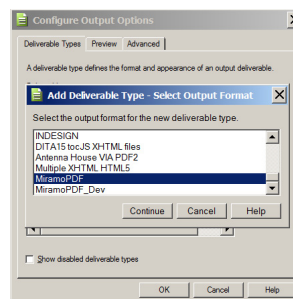 Configure Output Options
Deliverable Types Preview Advanced
A deliverable type defines the format and appearance of an output deliverable.
Add Deliverable Type - Select Output Format
Select the output format for the new deliverable type.
INDESIGN
DITA15 tocJS XHTML files
Antenna House VIA PDF2
Multiple XHTML HTML5
MiramoPDF
MiramoPDF_Dev
Continue Cancel Help
Show disabled deliverable types
OK Cancel Help